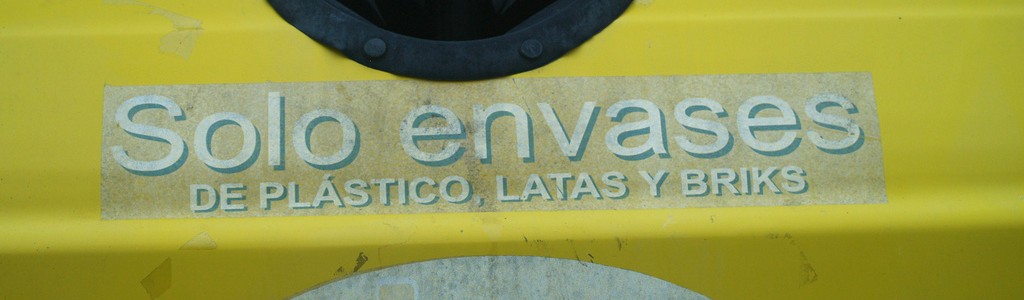 Solo envases
DE PLÁSTICO, LATAS Y BRIKS